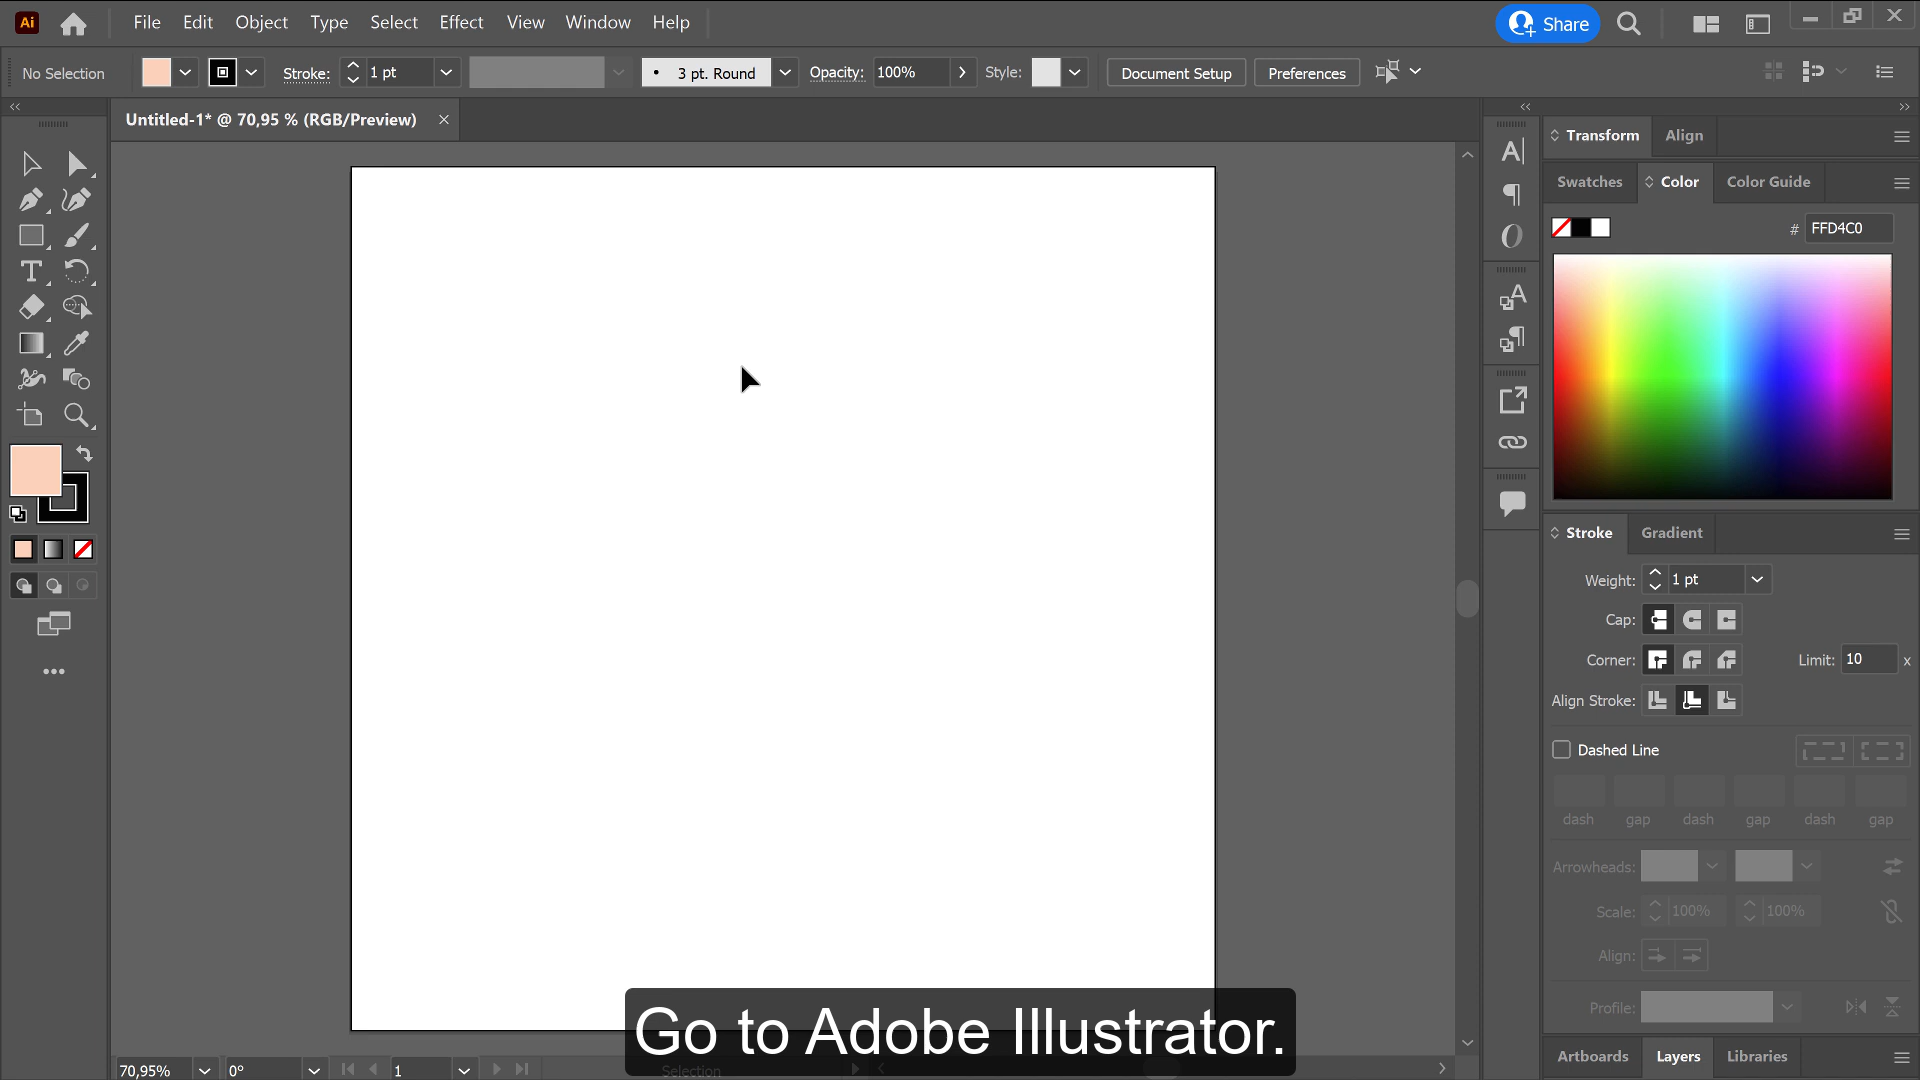 Ai File Edit Object Type Select Effect View Window Help Share
No Selection Stroke: 1 pt 3 pt. Round Opacity: 100% Style: Document Setup Preferences
Untitled-1* @ 70,95 % (RGB/Preview)
Transform Align
Swatches Color Color Guide
# FFD4C0
Stroke Gradient
Weight: 1 pt
Cap:
Corner: Limit: 10 x
Align Stroke:
Dashed Line
dash gap dash gap dash gap
Arrowheads:
Scale: 100% 100%
Align:
Profile:
Go to Adobe Illustrator.
Artboards Layers Libraries
70,95% 0° 1 Selection